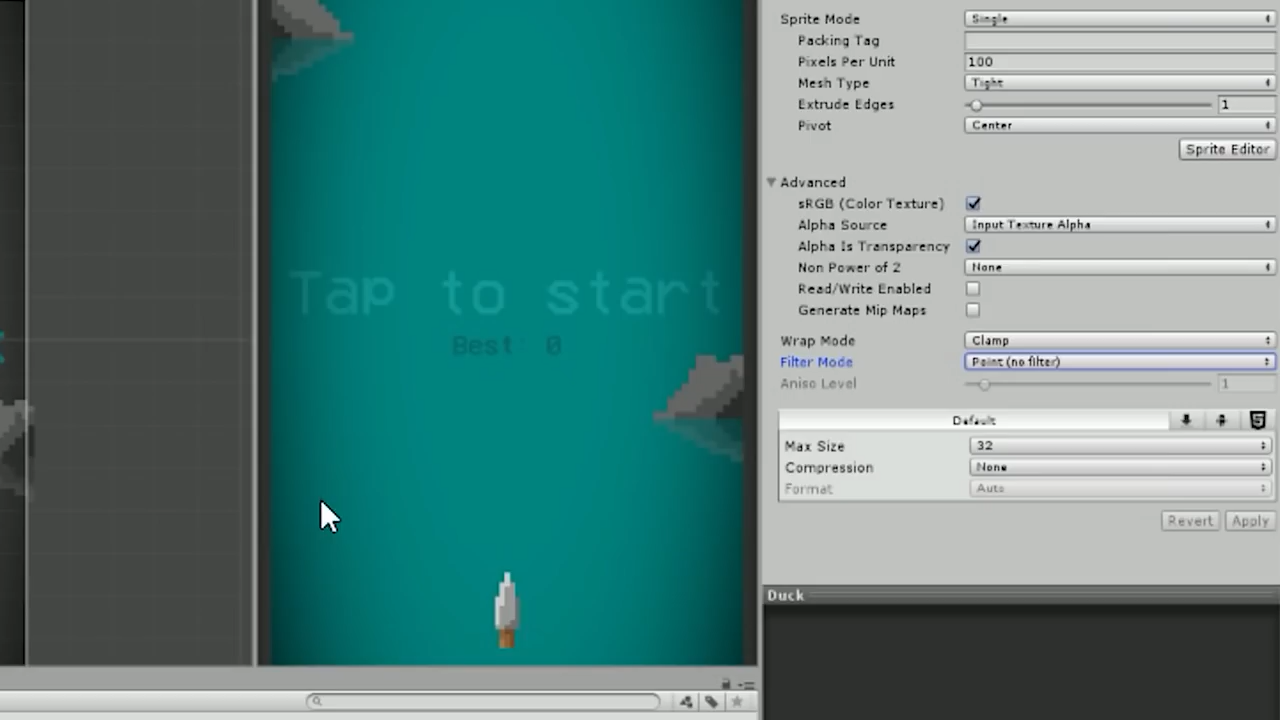 Sprite Mode Single
Packing Tag
Pixels Per Unit 100
Mesh Type Tight
Extrude Edges 1
Pivot Center
Sprite Editor
Advanced
sRGB (Color Texture)
Alpha Source Input Texture Alpha
Alpha Is Transparency
Non Power of 2 None
Read/Write Enabled
Generate Mip Maps
Wrap Mode Clamp
Filter Mode Point (no filter)
Aniso Level 1
Default
Max Size 32
Compression None
Format Auto
Revert Apply
Duck
Tap to start
Best: 0